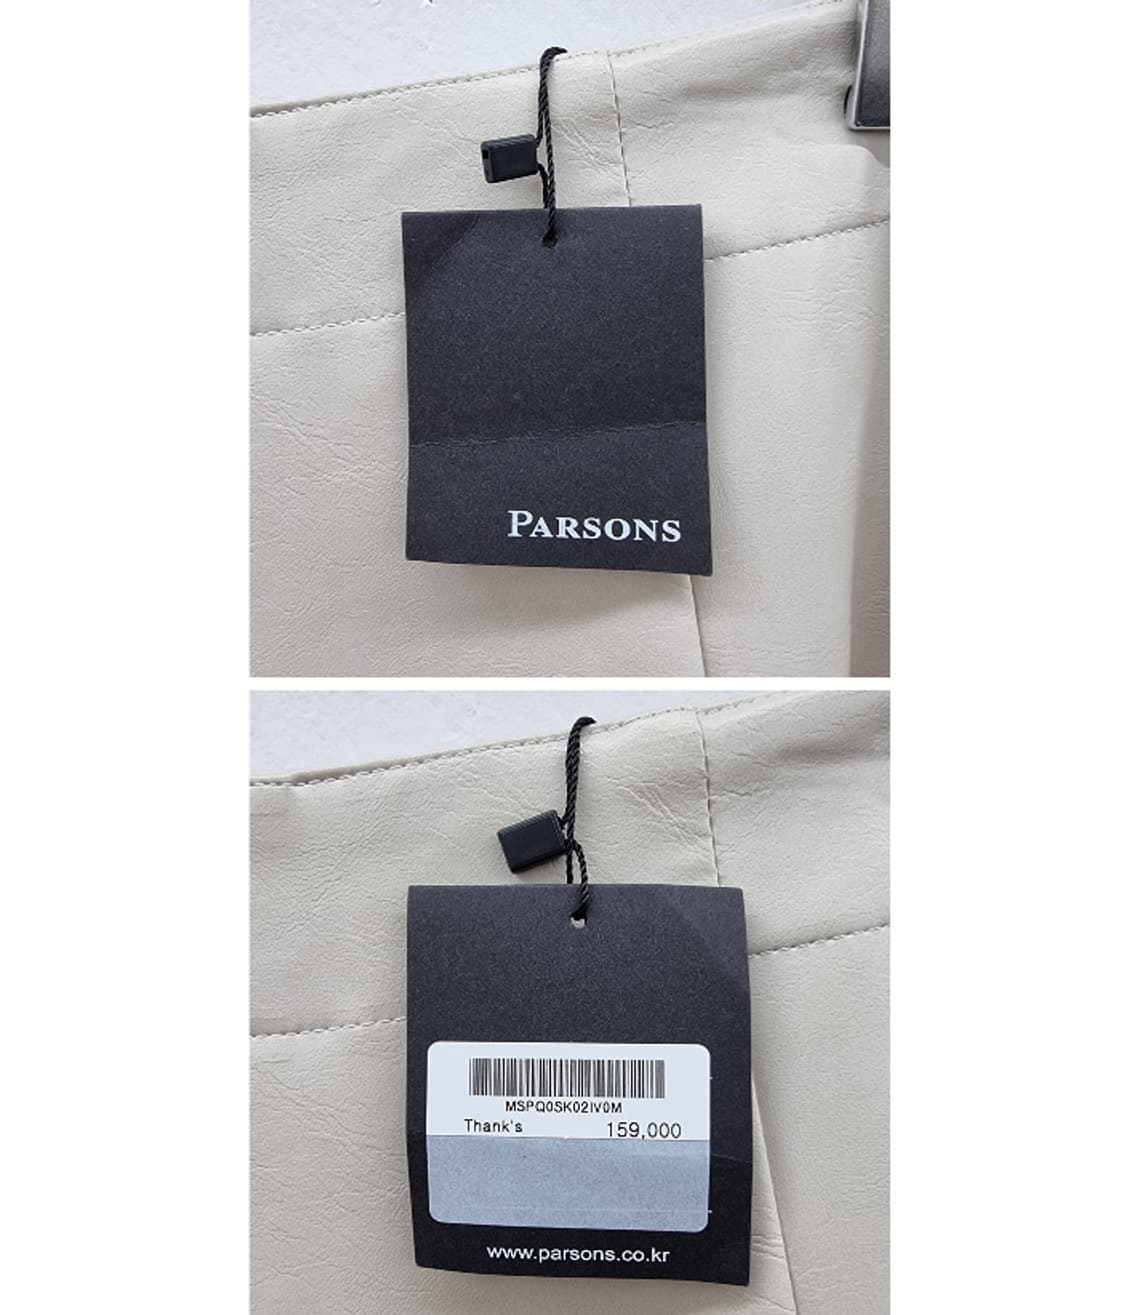 PARSONS
MSPQ0SK02IV0M
Thank's 159,000
www.parsons.co.kr